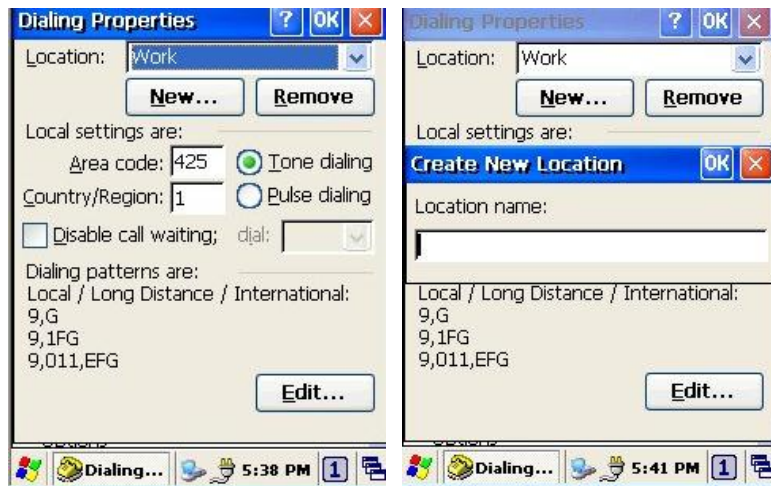 Dialing Properties ? OK
Location: Work
New... Remove
Local settings are:
Area code: 425 Tone dialing
Country/Region: 1 Pulse dialing
Disable call waiting; dial:
Dialing patterns are:
Local / Long Distance / International:
9,G
9,1FG
9,011,EFG
Edit...
Dialing... 5:38 PM 1
Dialing Properties ? OK
Location: Work
New... Remove
Local settings are:
Create New Location OK
Location name:
Local / Long Distance / International:
9,G
9,1FG
9,011,EFG
Edit...
Dialing... 5:41 PM 1